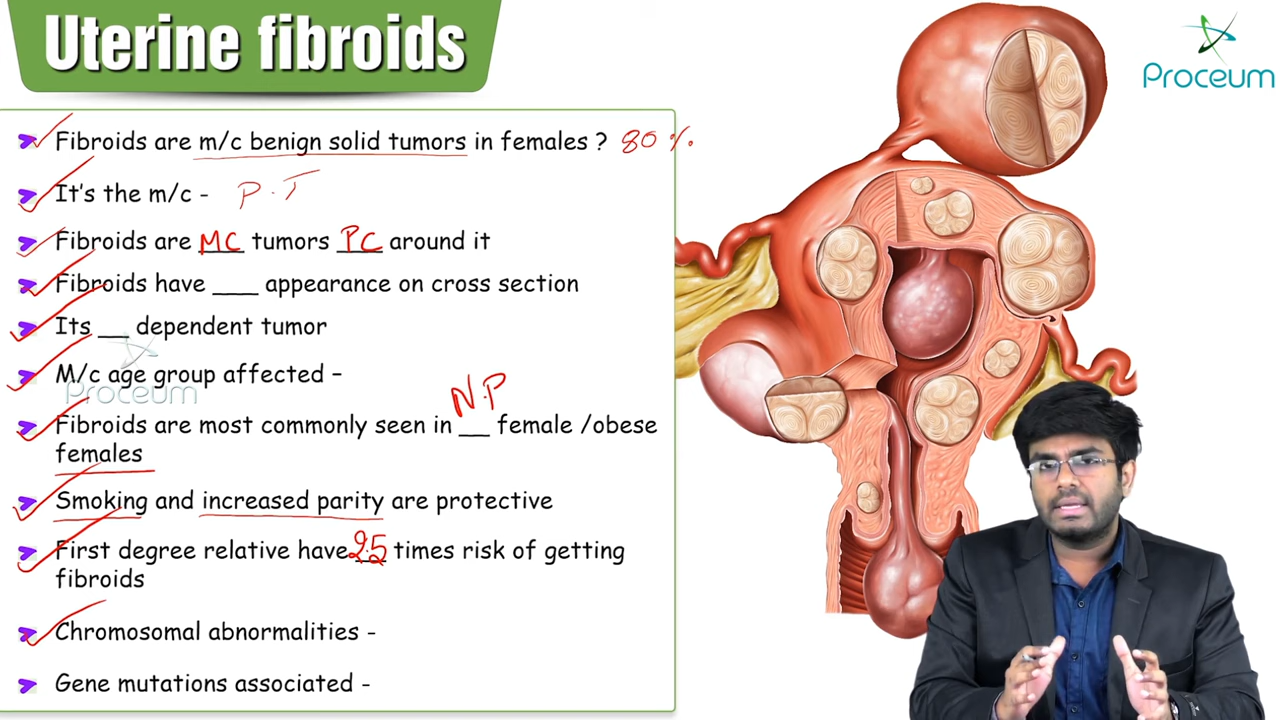 Uterine fibroids
Proceum
Fibroids are m/c benign solid tumors in females ? 80%.
It's the m/c - P.T
Fibroids are MC tumors PC around it
Fibroids have ____ appearance on cross section
Its ___ dependent tumor
M/c age group affected –
Proceum
N.P
Fibroids are most commonly seen in ___ female /obese
females
Smoking and increased parity are protective
First degree relative have 2.5 times risk of getting
fibroids
Chromosomal abnormalities -
Gene mutations associated -